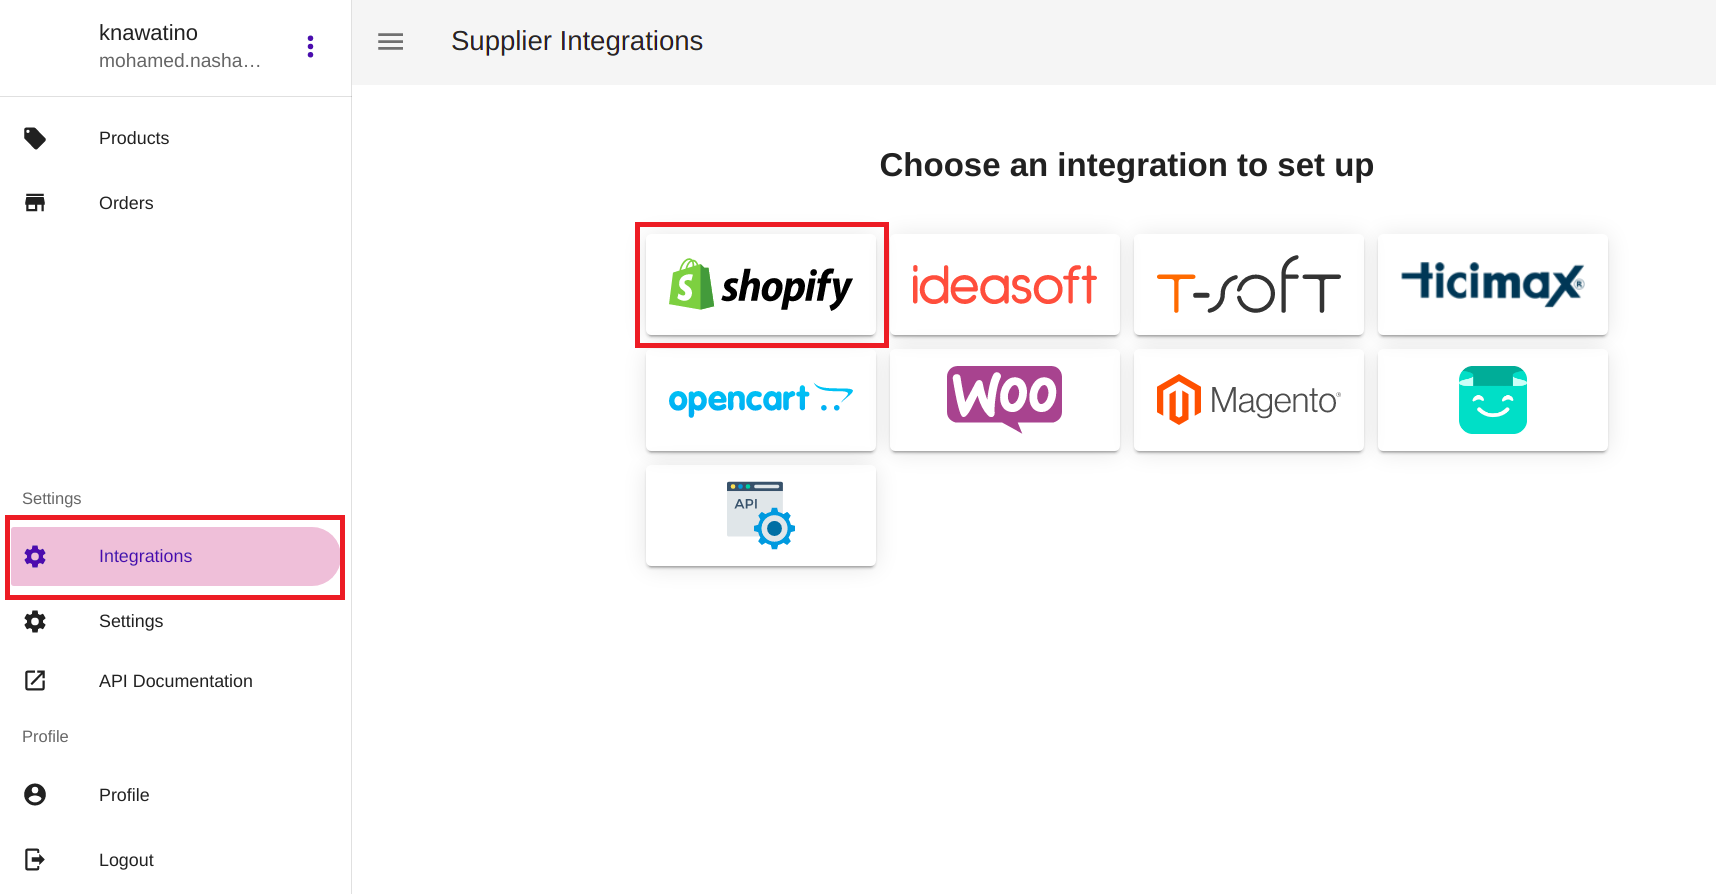 knawatino
mohamed.nasha…
Supplier Integrations
Products
Orders
Choose an integration to set up
shopify
ideasoft
T-SOFT
ticimax®
opencart
WOO
Magento®
API
Settings
Integrations
Settings
API Documentation
Profile
Profile
Logout